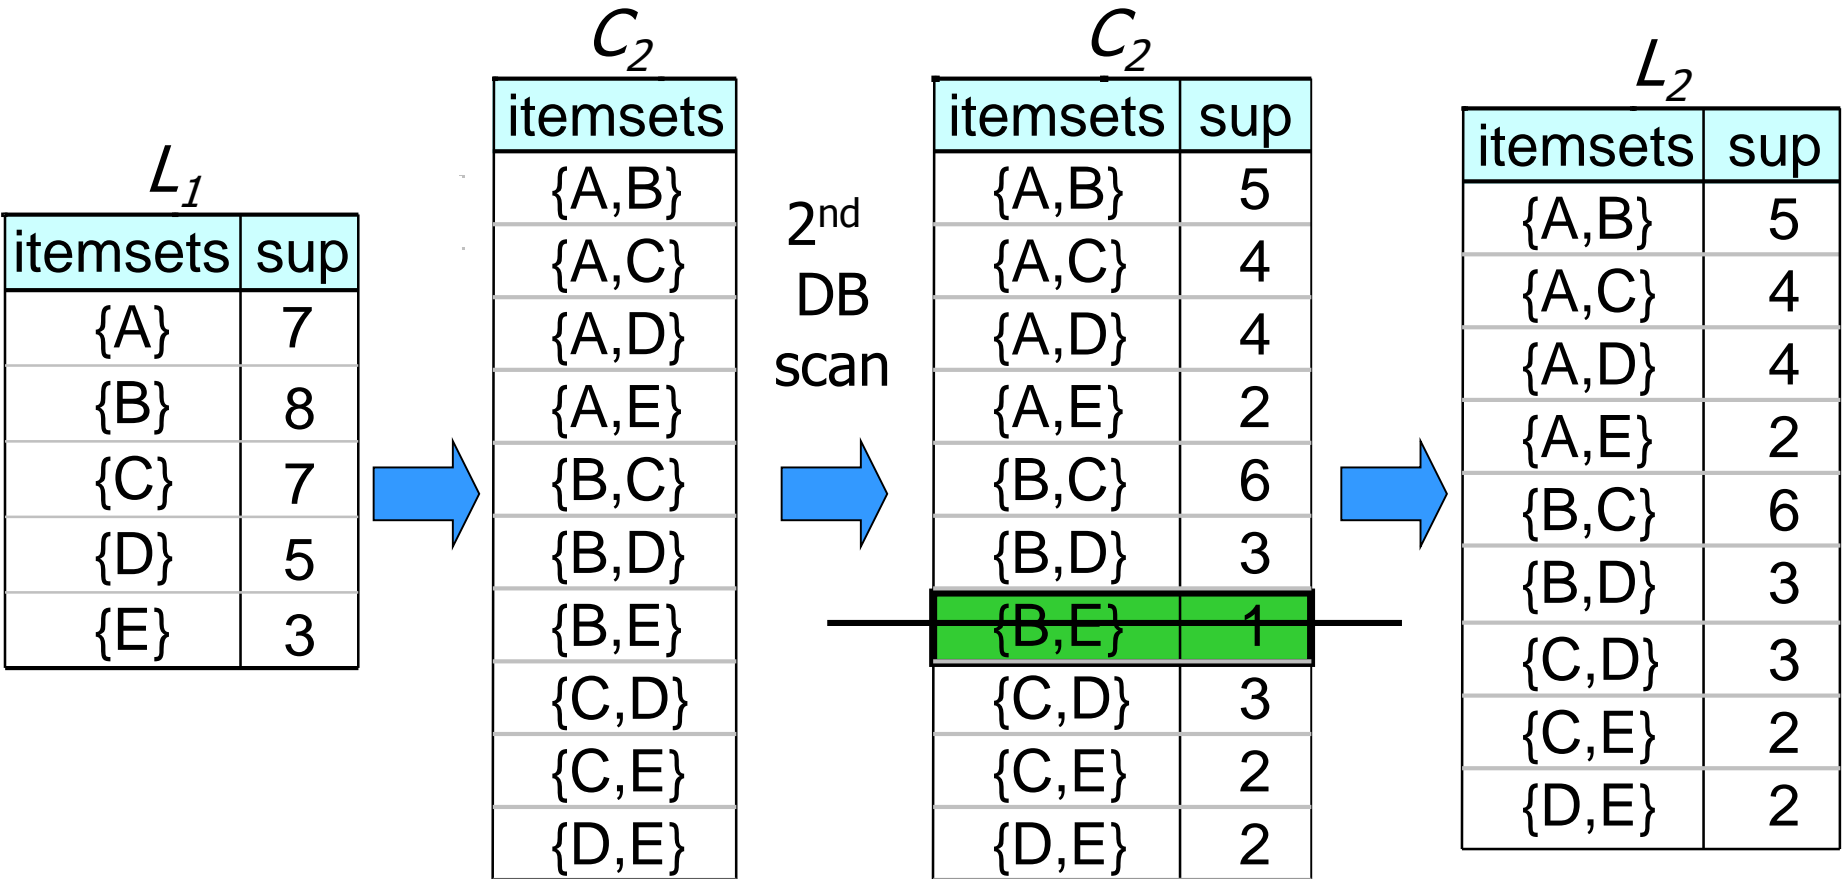 L1
itemsets sup
{A} 7
{B} 8
{C} 7
{D} 5
{E} 3
C2
itemsets
{A,B}
{A,C}
{A,D}
{A,E}
{B,C}
{B,D}
{B,E}
{C,D}
{C,E}
{D,E}
2nd
DB
scan
C2
itemsets sup
{A,B} 5
{A,C} 4
{A,D} 4
{A,E} 2
{B,C} 6
{B,D} 3
{B,E} 1
{C,D} 3
{C,E} 2
{D,E} 2
L2
itemsets sup
{A,B} 5
{A,C} 4
{A,D} 4
{A,E} 2
{B,C} 6
{B,D} 3
{C,D} 3
{C,E} 2
{D,E} 2